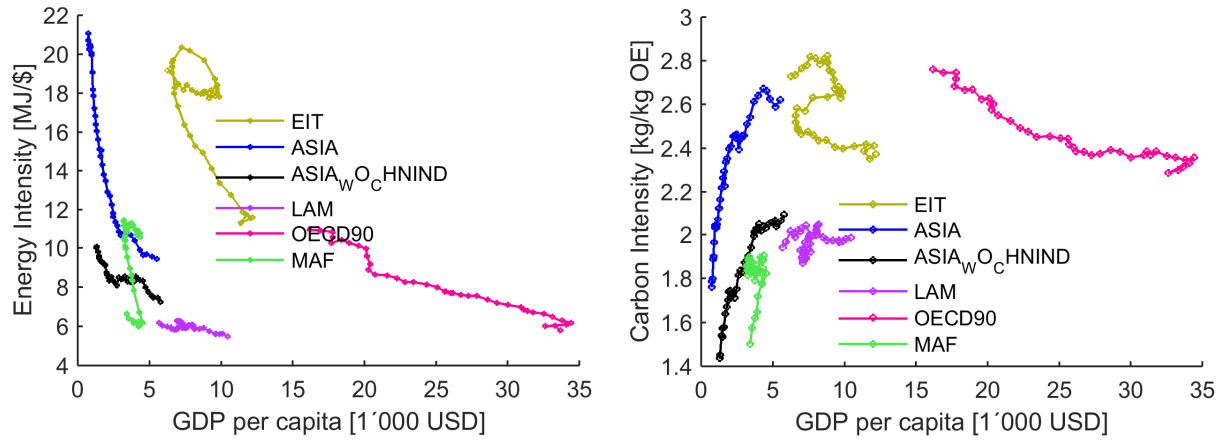 22
20
18
16
14
12
10
8
6
4
Energy Intensity [MJ/$]
EIT
ASIA
ASIA_WO_CHNIND
LAM
OECD90
MAF
0 5 10 15 20 25 30 35
GDP per capita [1´000 USD]
3
2.8
2.6
2.4
2.2
2
1.8
1.6
1.4
Carbon Intensity [kg/kg OE]
EIT
ASIA
ASIA_WO_CHNIND
LAM
OECD90
MAF
0 5 10 15 20 25 30 35
GDP per capita [1´000 USD]